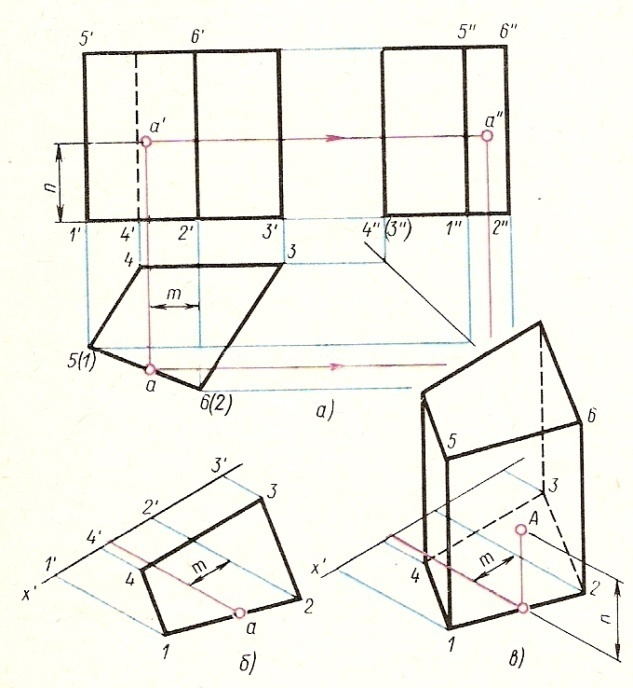 5' 6' 5" 6"
a' a"
n
1' 4' 2' 3' 4" (3") 1" 2"
4 3
m
5(1) a 6(2)
a)
3' 3
2'
4'
1' 4 m
x' 2
a
1
б)
5 6
3
A
x' 4 m 2
n
1
в)